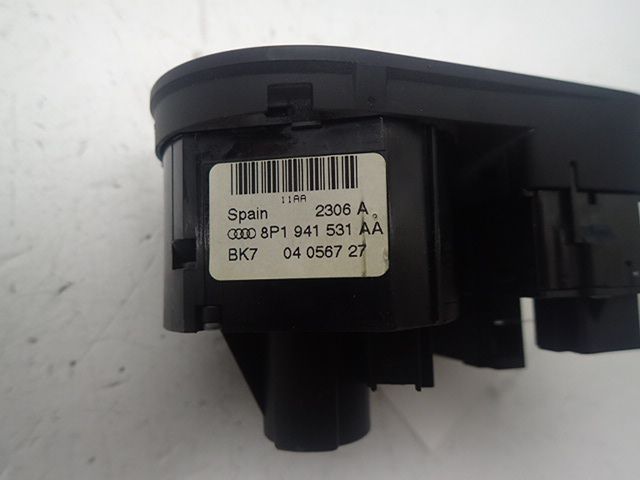 11AA
Spain 2306 A.
8P1 941 531 AA
BK7 04 0567 27